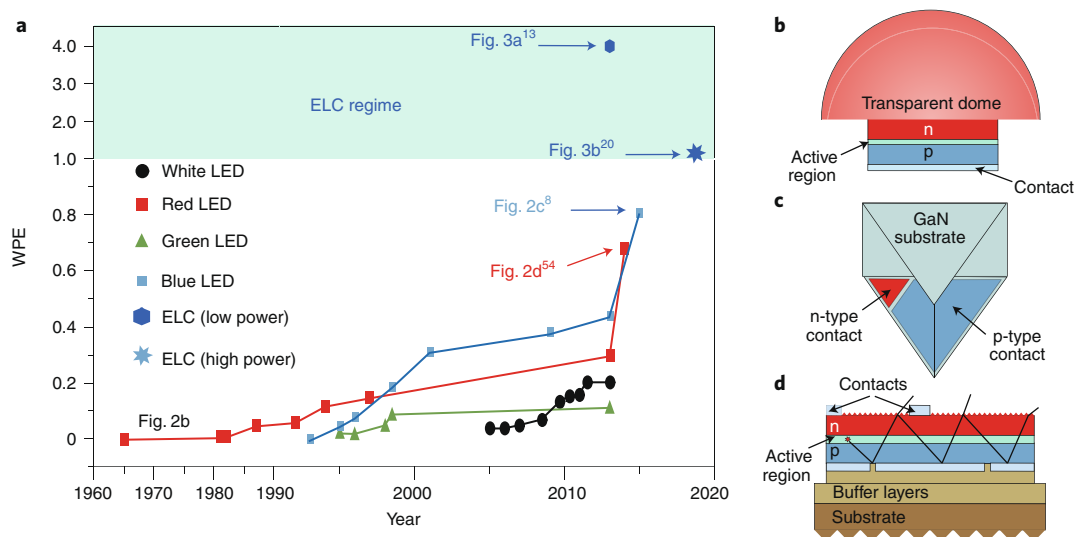 a
WPE
4.0
3.0
2.0
1.0
0.8
0.6
0.4
0.2
0
Fig. 3a13
ELC regime
Fig. 3b20
White LED
Red LED
Green LED
Blue LED
ELC (low power)
ELC (high power)
Fig. 2c8
Fig. 2d54
Fig. 2b
1960 1970 1980 1990 2000 2010 2020
Year
b
Transparent dome
n
p
Active
region
Contact
c
GaN
substrate
n-type
contact
p-type
contact
d
Contacts
n
p
Active
region
Buffer layers
Substrate